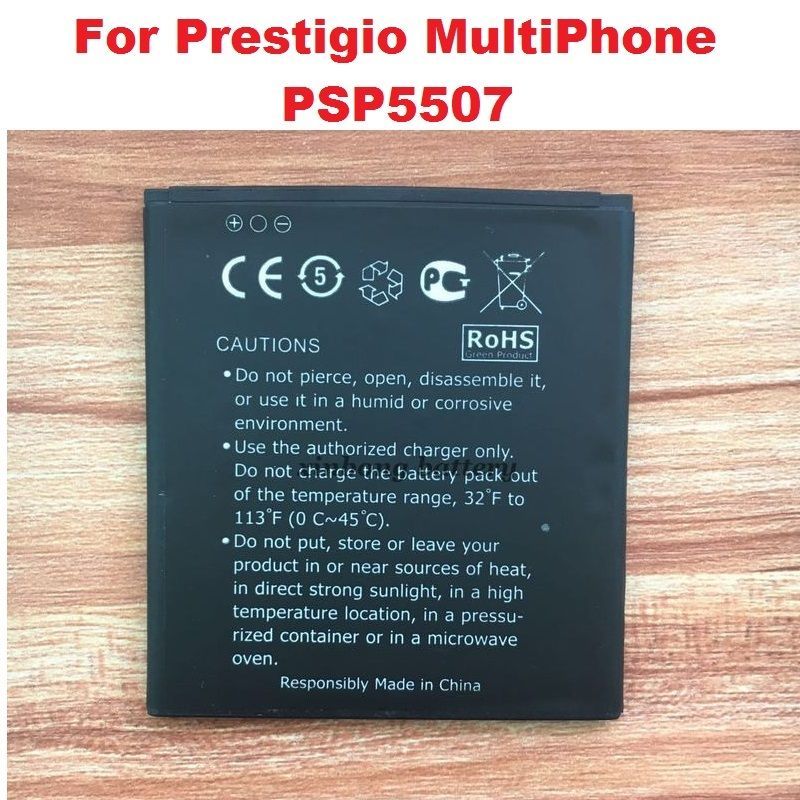 For Prestigio MultiPhone
PSP5507
CE 5 PCT
RoHS
Green Product
CAUTIONS
•Do not pierce, open, disassemble it,
or use it in a humid or corrosive
environment.
•Use the authorized charger only.
xinhang battery
Do not charge the battery pack out
of the temperature range, 32°F to
113°F (0 C~45°C).
•Do not put, store or leave your
product in or near sources of heat,
in direct strong sunlight, in a high
temperature location, in a pressu-
rized container or in a microwave
oven.
Responsibly Made in China